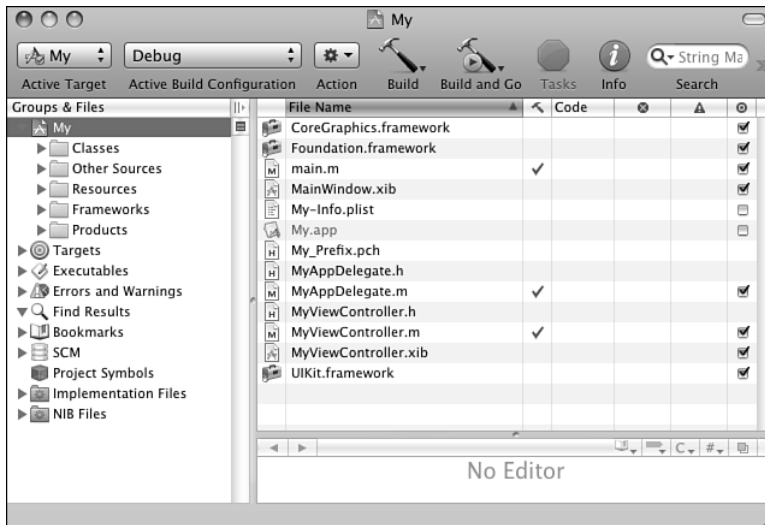 My
My
Debug
String Ma
Active Target
Active Build Configuration
Action
Build
Build and Go
Tasks
Info
Search
Groups & Files
My
Classes
Other Sources
Resources
Frameworks
Products
Targets
Executables
Errors and Warnings
Find Results
Bookmarks
SCM
Project Symbols
Implementation Files
NIB Files
File Name
Code
CoreGraphics.framework
Foundation.framework
main.m
MainWindow.xib
My-Info.plist
My.app
My_Prefix.pch
MyAppDelegate.h
MyAppDelegate.m
MyViewController.h
MyViewController.m
MyViewController.xib
UIKit.framework
C
#
No Editor